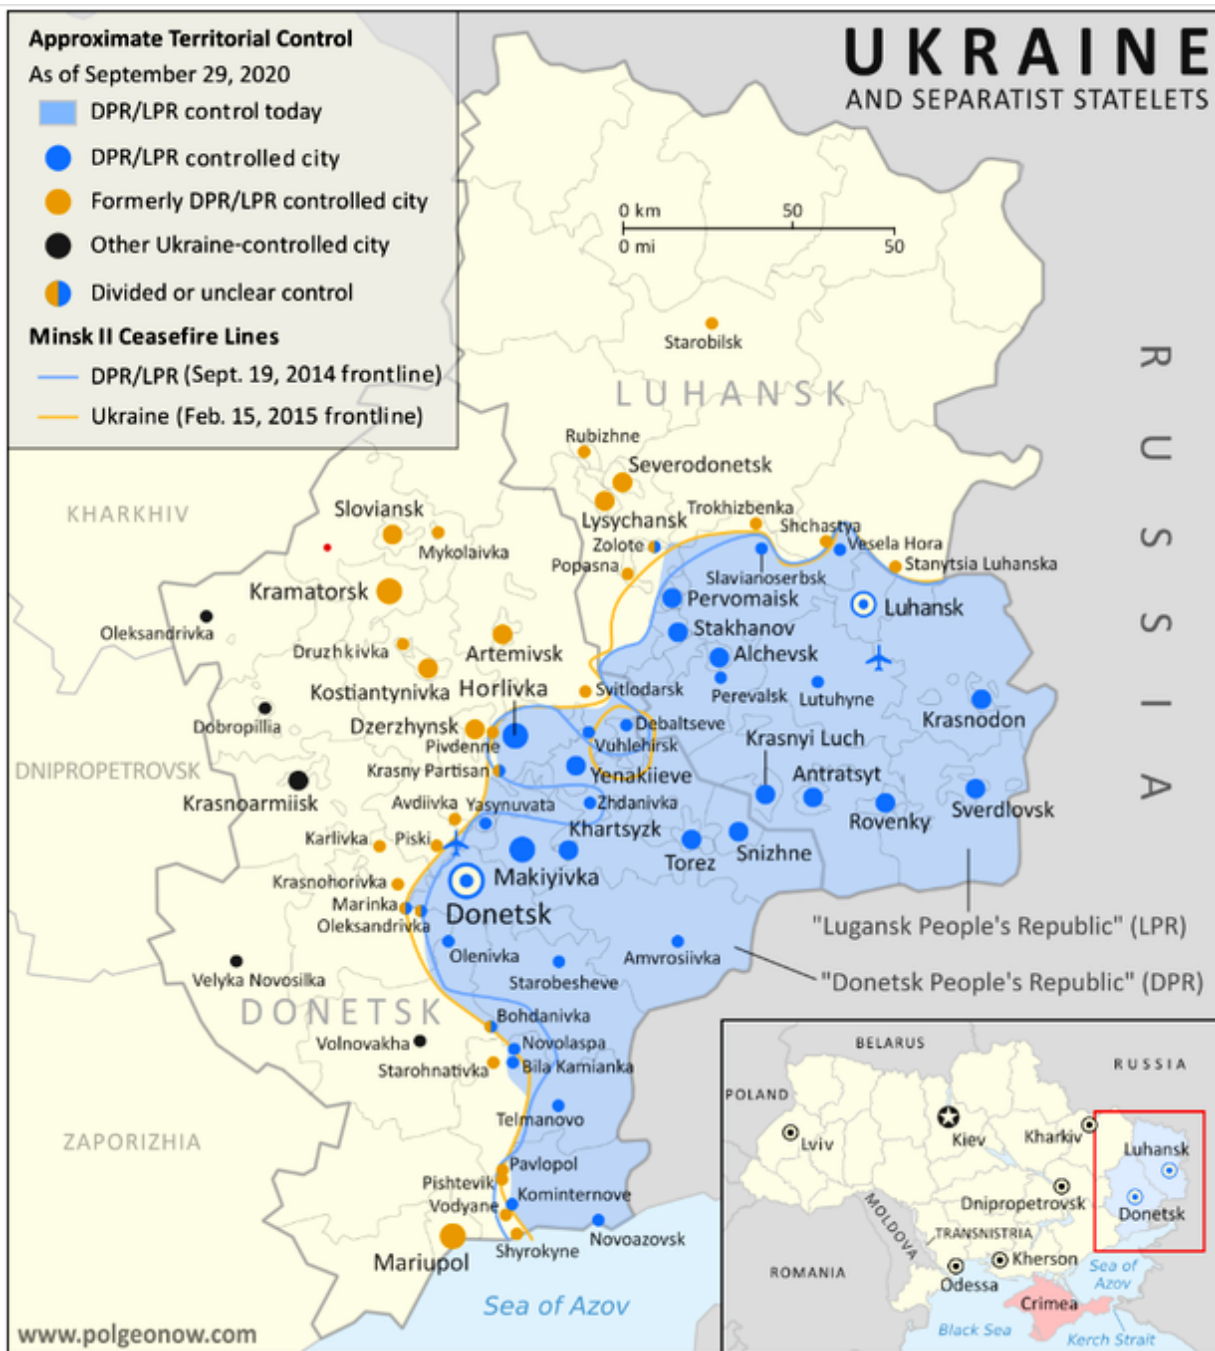 Approximate Territorial Control
As of September 29, 2020
DPR/LPR control today
DPR/LPR controlled city
Formerly DPR/LPR controlled city
Other Ukraine-controlled city
Divided or unclear control
Minsk II Ceasefire Lines
DPR/LPR (Sept. 19, 2014 frontline)
Ukraine (Feb. 15, 2015 frontline)
UKRAINE
AND SEPARATIST STATELETS
0 km 50
0 mi 50
RUSSIA
Starobilsk
LUHANSK
Rubizhne
Severodonetsk
Lysychansk
KHARKHIV
Sloviansk
Mykolaivka
Trokhizbenka
Shchastya
Zolote
Vesela Hora
Popasna
Slavianoserbsk
Stanytsia Luhanska
Kramatorsk
Pervomaisk
Luhansk
Oleksandrivka
Stakhanov
Druzhkivka
Artemivsk
Alchevsk
Kostiantynivka
Horlivka
Svitlodarsk
Perevalsk
Lutuhyne
Krasnodon
Dobropillia
Dzerzhynsk
Pivdenne
Debaltseve
Vuhlehirsk
Krasnyi Luch
DNIPROPETROVSK
Krasny Partisan
Yenakiieve
Antratsyt
Krasnoarmiisk
Avdiivka
Yasynuvata
Zhdanivka
Rovenky
Sverdlovsk
Karlivka
Piski
Khartsyzk
Torez
Snizhne
Krasnohorivka
Makiyivka
Marinka
Oleksandrivka
Donetsk
"Lugansk People's Republic" (LPR)
Olenivka
Amvrosiivka
Velyka Novosilka
Starobesheve
"Donetsk People's Republic" (DPR)
DONETSK
Bohdanivka
Volnovakha
Novolaspa
Starohnativka
Bila Kamianka
Telmanovo
ZAPORIZHIA
Pavlopol
Pishtevik
Kominternove
Vodyane
Mariupol
Shyrokyne
Novoazovsk
Sea of Azov
www.polgeonow.com
BELARUS
RUSSIA
POLAND
Lviv
Kiev
Kharkiv
Luhansk
Dnipropetrovsk
Donetsk
MOLDOVA
TRANSNISTRIA
ROMANIA
Odessa
Kherson
Sea of
Azov
Crimea
Black Sea
Kerch Strait